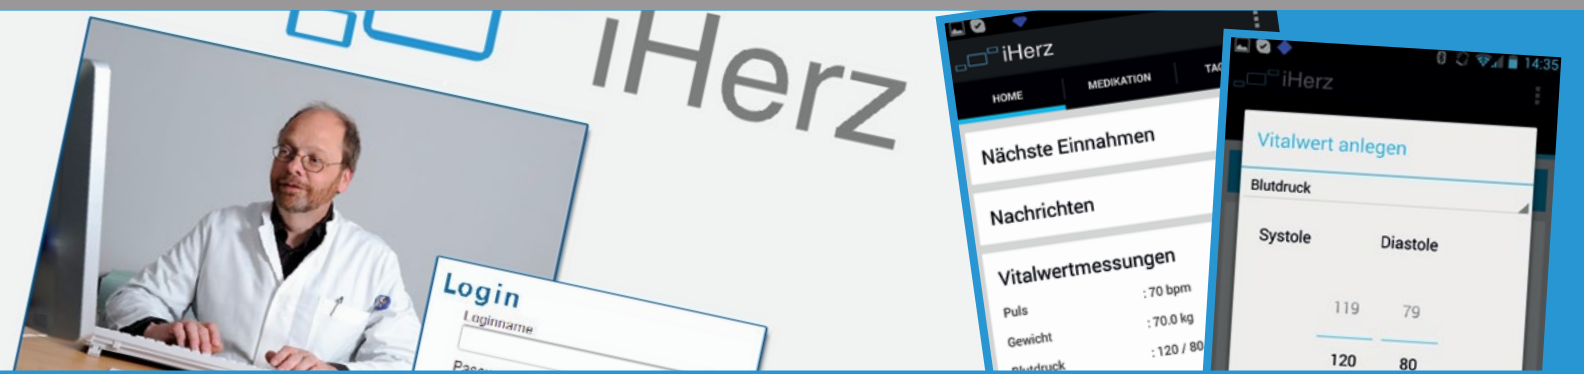 iHerz
Login
Loginname
iHerz
HOME
MEDIKATION
Nächste Einnahmen
Nachrichten
Vitalwertmessungen
Puls : 70 bpm
Gewicht : 70.0 kg
Blutdruck : 120 / 80
14:35
iHerz
Vitalwert anlegen
Blutdruck
Systole Diastole
119 79
120 80